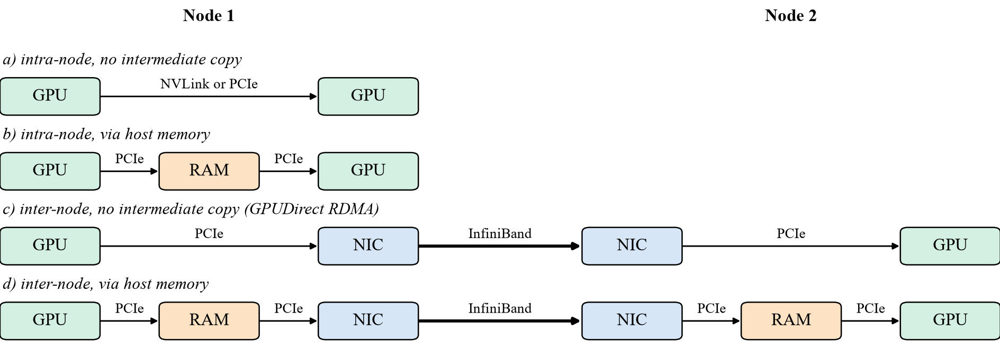 Node 1
Node 2
a) intra-node, no intermediate copy
NVLink or PCIe
GPU
GPU
b) intra-node, via host memory
PCIe
PCIe
GPU
RAM
GPU
c) inter-node, no intermediate copy (GPUDirect RDMA)
PCIe
InfiniBand
PCIe
GPU
NIC
NIC
GPU
d) inter-node, via host memory
PCIe
PCIe
InfiniBand
PCIe
PCIe
GPU
RAM
NIC
NIC
RAM
GPU